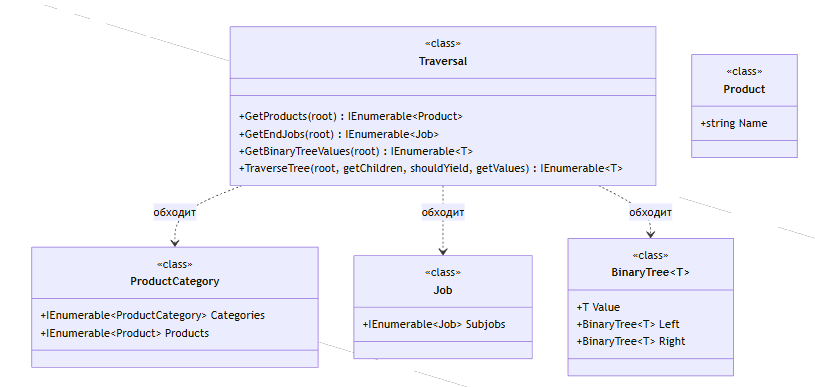 «class»
Traversal
+GetProducts(root) : IEnumerable<Product>
+GetEndJobs(root) : IEnumerable<Job>
+GetBinaryTreeValues(root) : IEnumerable<T>
+TraverseTree(root, getChildren, shouldYield, getValues) : IEnumerable<T>
«class»
Product
+string Name
обходит
обходит
обходит
«class»
ProductCategory
+IEnumerable<ProductCategory> Categories
+IEnumerable<Product> Products
«class»
Job
+IEnumerable<Job> Subjobs
«class»
BinaryTree<T>
+T Value
+BinaryTree<T> Left
+BinaryTree<T> Right